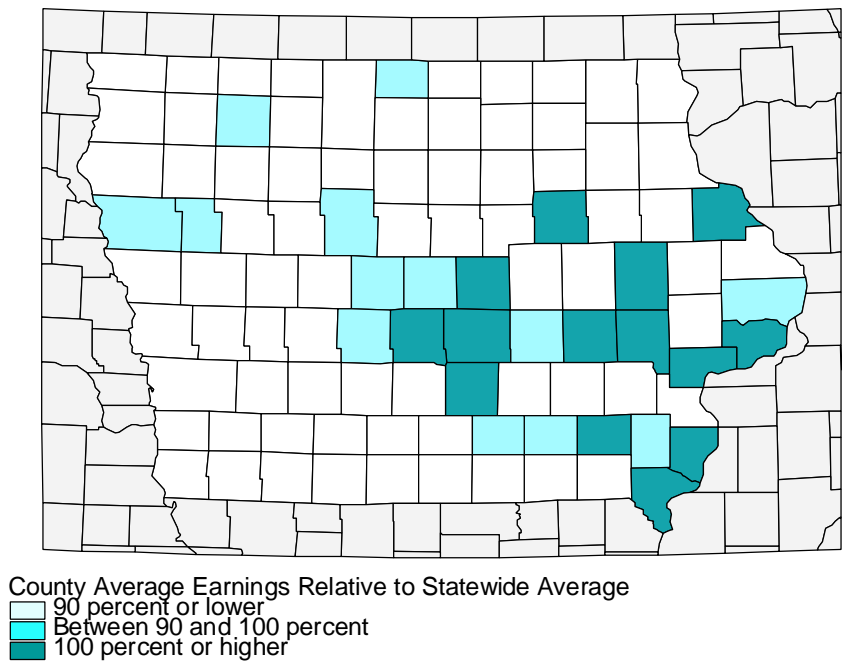 County Average Earnings Relative to Statewide Average
90 percent or lower
Between 90 and 100 percent
100 percent or higher